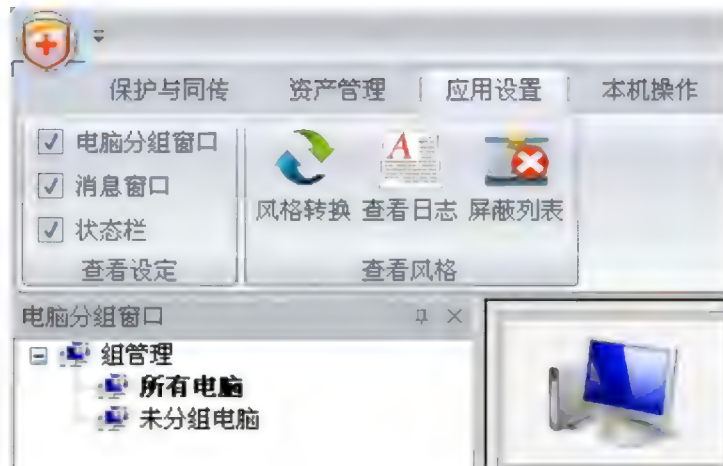 保护与同传 资产管理 应用设置 本机操作
电脑分组窗口
消息窗口
状态栏
查看设定
A
风格转换 查看日志 屏蔽列表
查看风格
电脑分组窗口
组管理
所有电脑
未分组电脑